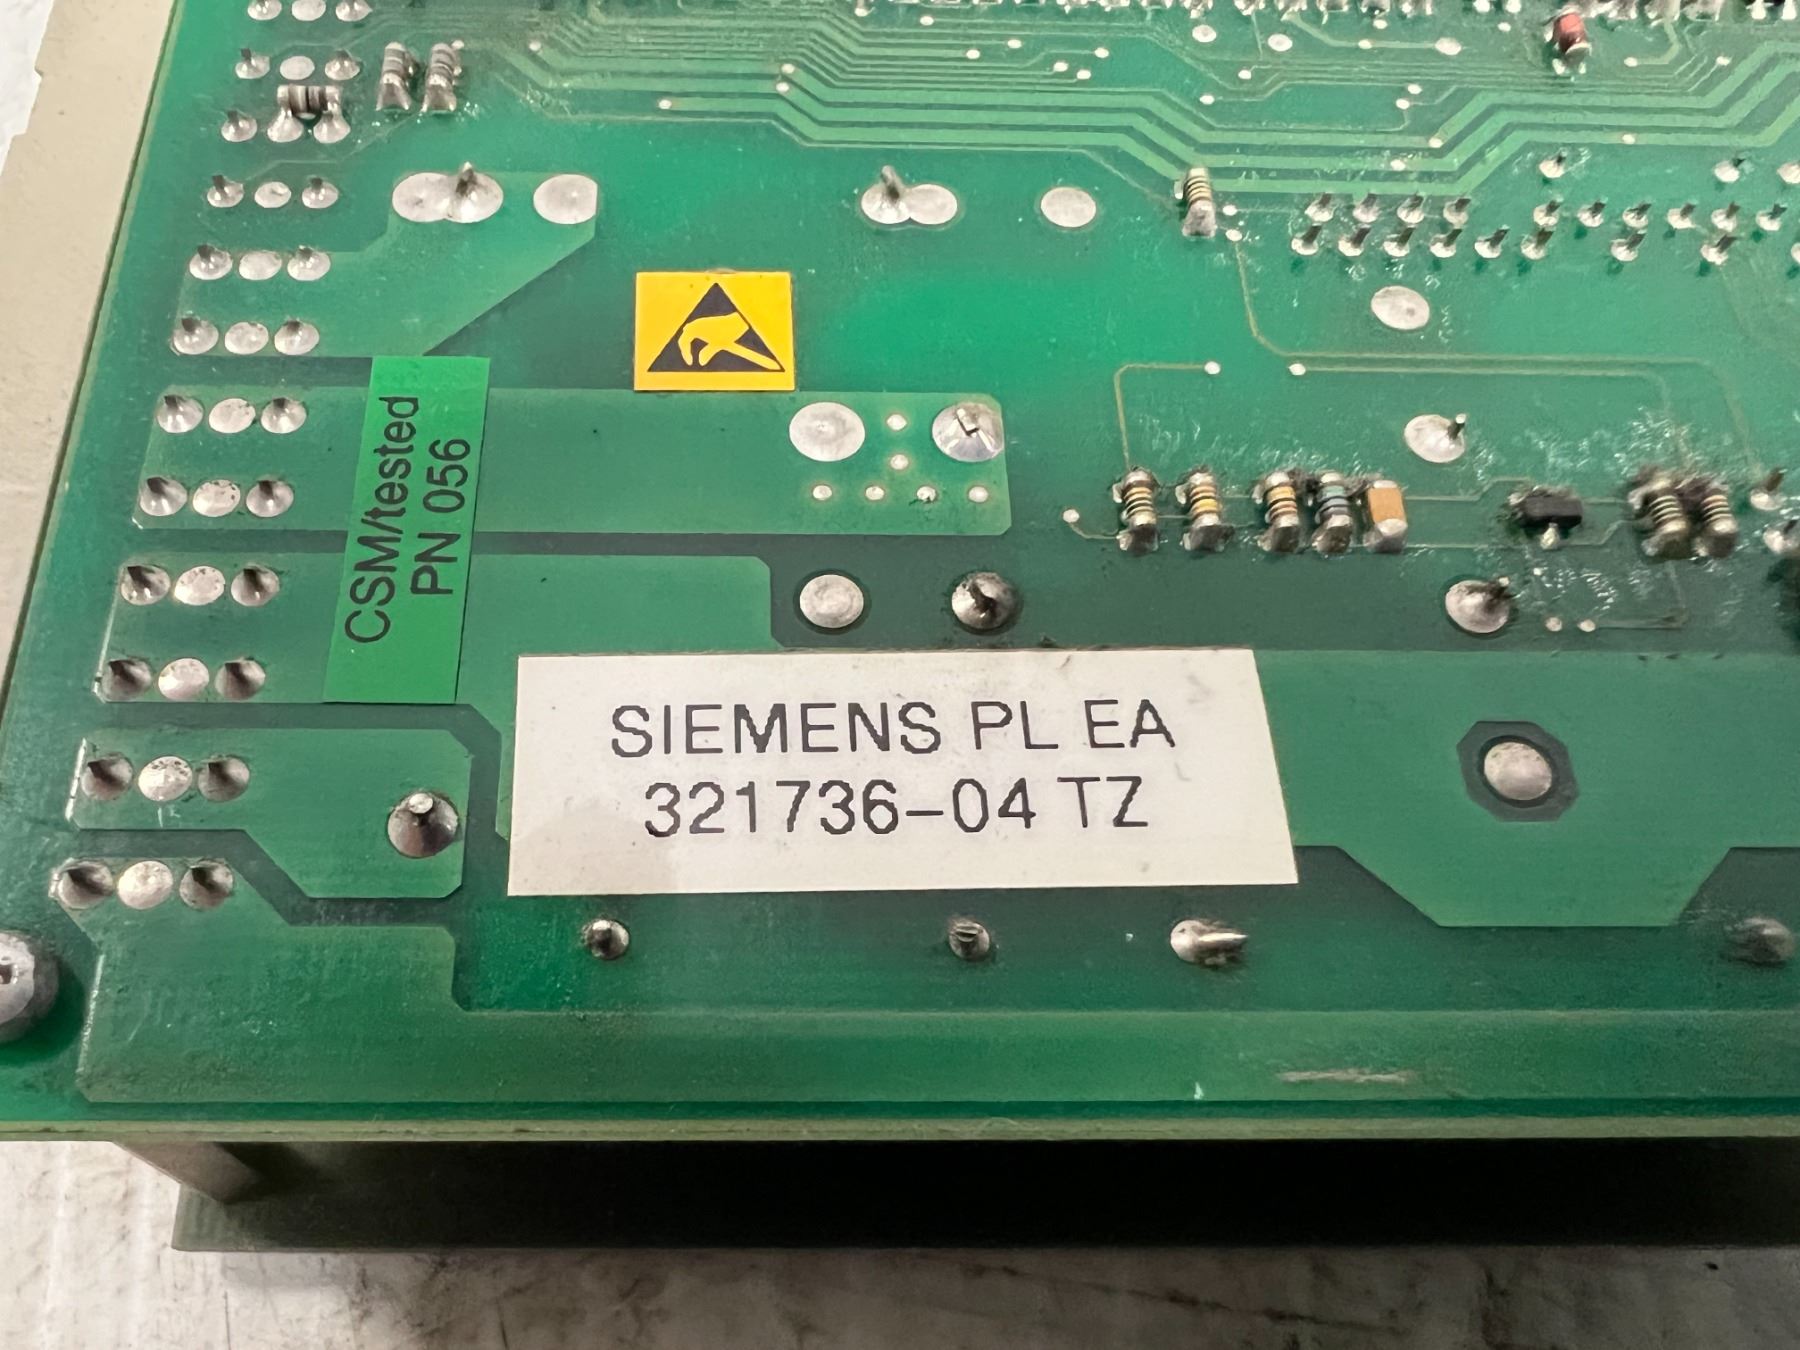 CSM/tested
PN 056
SIEMENS PL EA
321736-04 TZ